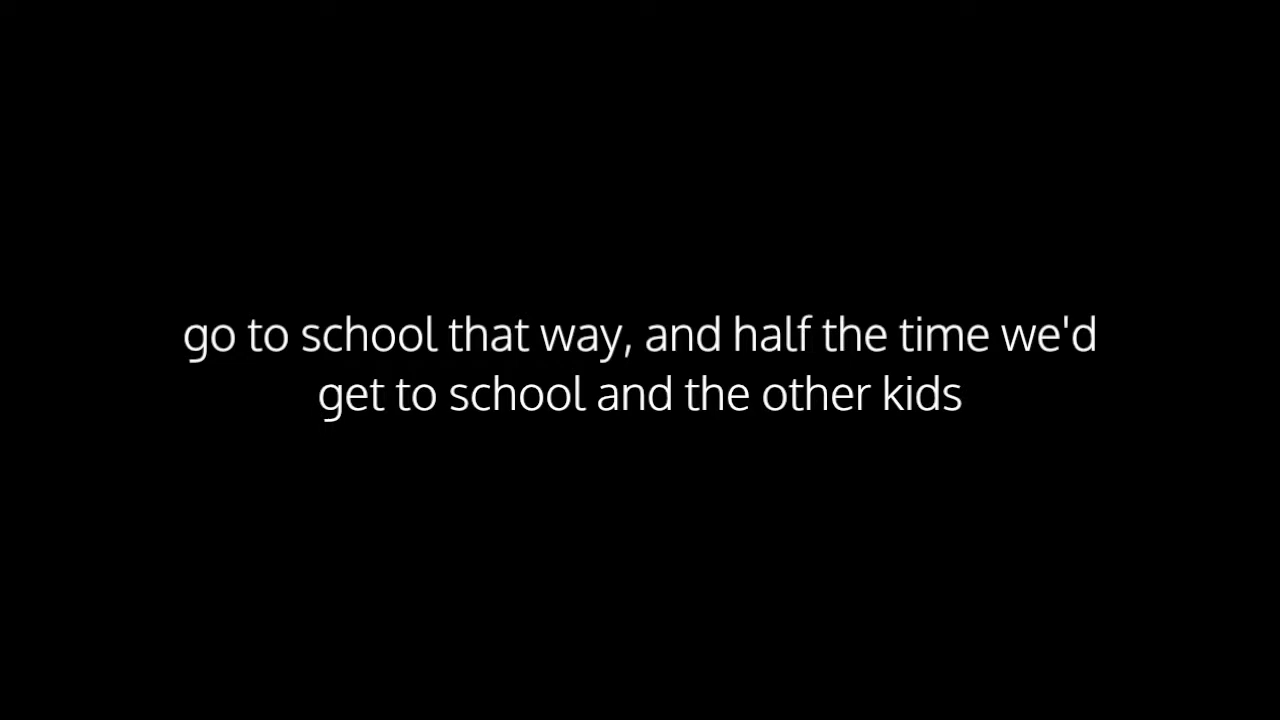 go to school that way, and half the time we'd
get to school and the other kids